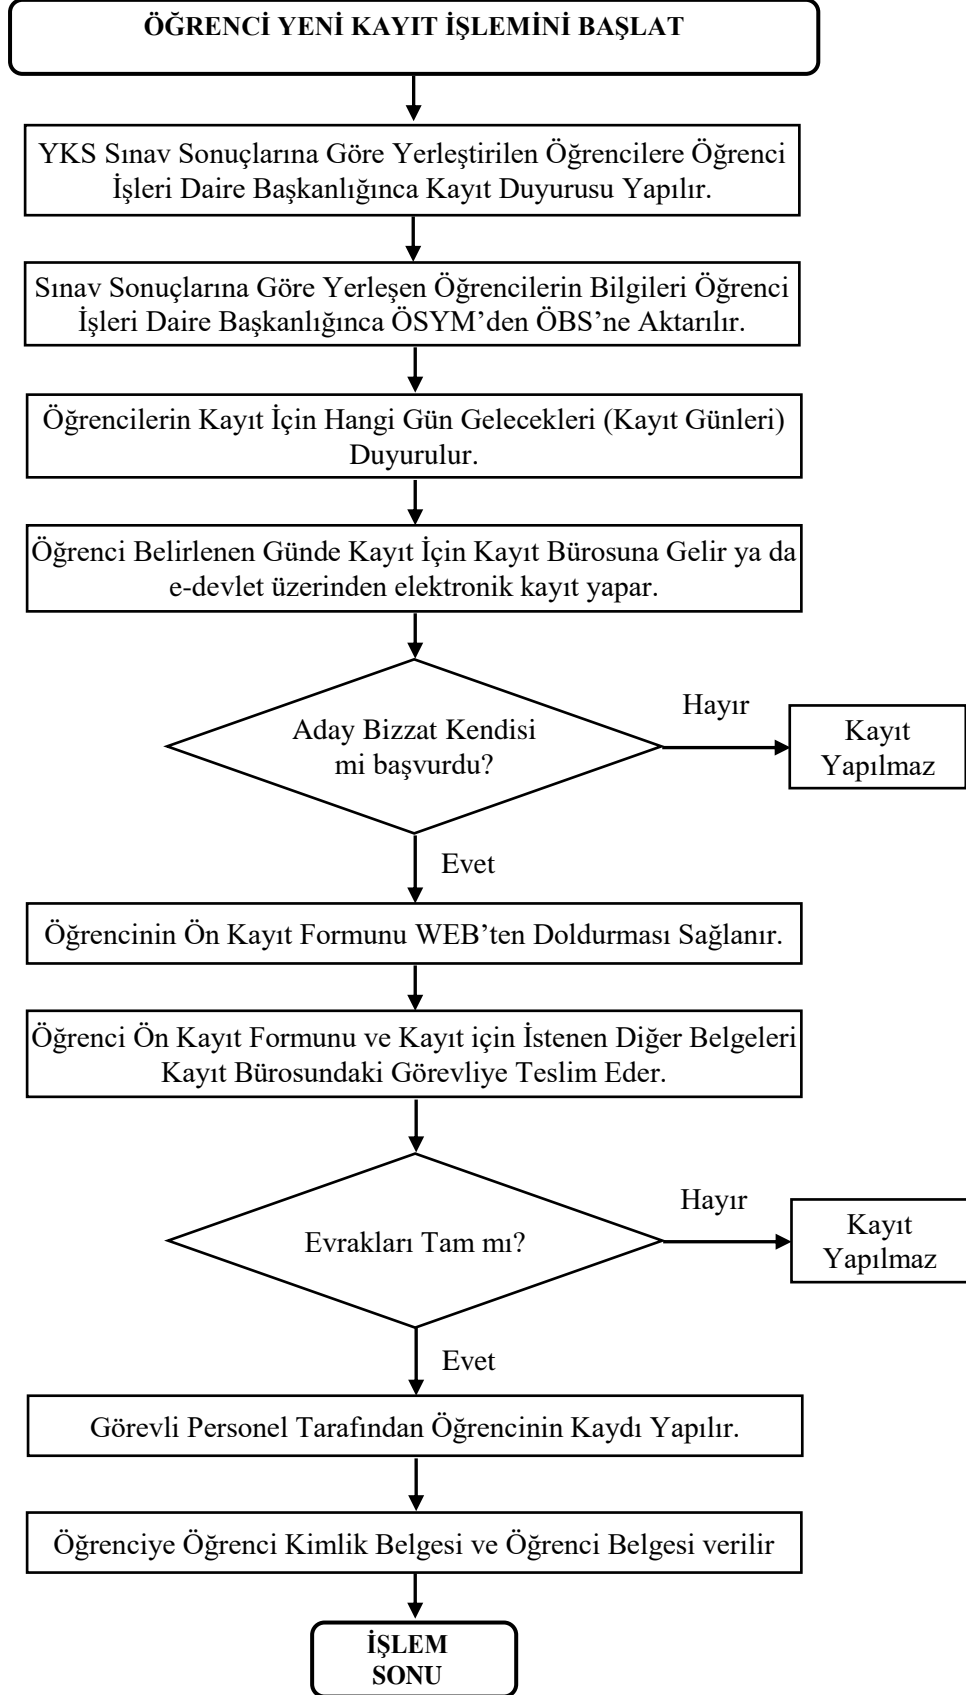 ÖĞRENCİ YENİ KAYIT İŞLEMİNİ BAŞLAT
YKS Sınav Sonuçlarına Göre Yerleştirilen Öğrencilere Öğrenci
İşleri Daire Başkanlığınca Kayıt Duyurusu Yapılır.
Sınav Sonuçlarına Göre Yerleşen Öğrencilerin Bilgileri Öğrenci
İşleri Daire Başkanlığınca ÖSYM’den ÖBS’ne Aktarılır.
Öğrencilerin Kayıt İçin Hangi Gün Gelecekleri (Kayıt Günleri)
Duyurulur.
Öğrenci Belirlenen Günde Kayıt İçin Kayıt Bürosuna Gelir ya da
e-devlet üzerinden elektronik kayıt yapar.
Aday Bizzat Kendisi
mi başvurdu?
Hayır
Kayıt
Yapılmaz
Evet
Öğrencinin Ön Kayıt Formunu WEB’ten Doldurması Sağlanır.
Öğrenci Ön Kayıt Formunu ve Kayıt için İstenen Diğer Belgeleri
Kayıt Bürosundaki Görevliye Teslim Eder.
Evrakları Tam mı?
Hayır
Kayıt
Yapılmaz
Evet
Görevli Personel Tarafından Öğrencinin Kaydı Yapılır.
Öğrenciye Öğrenci Kimlik Belgesi ve Öğrenci Belgesi verilir
İŞLEM
SONU